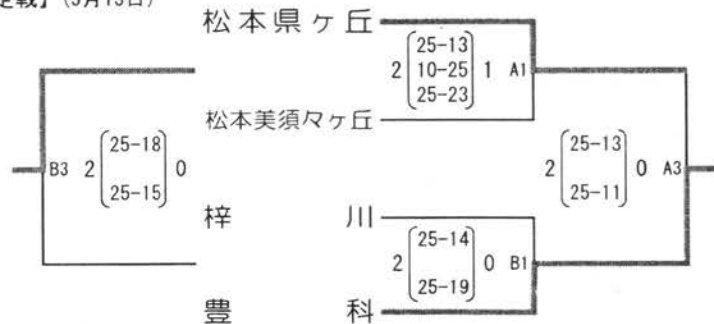 定戦】(5月13日)
松本県ヶ丘
2 25-13 10-25 25-23 1 A1
松本美須々ヶ丘
B3 2 25-18 25-15 0
2 25-13 25-11 0 A3
梓川
2 25-14 25-19 0 B1
豊科